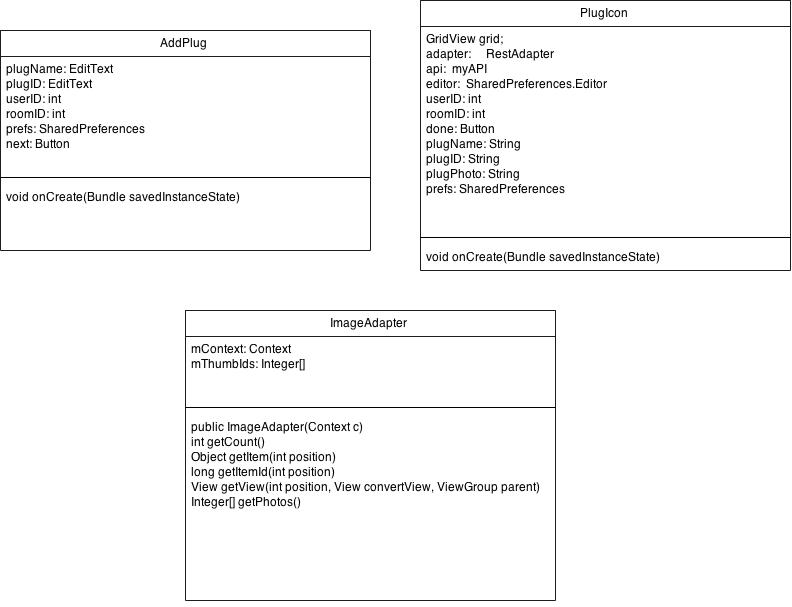 AddPlug
plugName: EditText
plugID: EditText
userID: int
roomID: int
prefs: SharedPreferences
next: Button
void onCreate(Bundle savedInstanceState)
PlugIcon
GridView grid;
adapter: RestAdapter
api: myAPI
editor: SharedPreferences.Editor
userID: int
roomID: int
done: Button
plugName: String
plugID: String
plugPhoto: String
prefs: SharedPreferences
void onCreate(Bundle savedInstanceState)
ImageAdapter
mContext: Context
mThumbIds: Integer[]
public ImageAdapter(Context c)
int getCount()
Object getItem(int position)
long getItemId(int position)
View getView(int position, View convertView, ViewGroup parent)
Integer[] getPhotos()